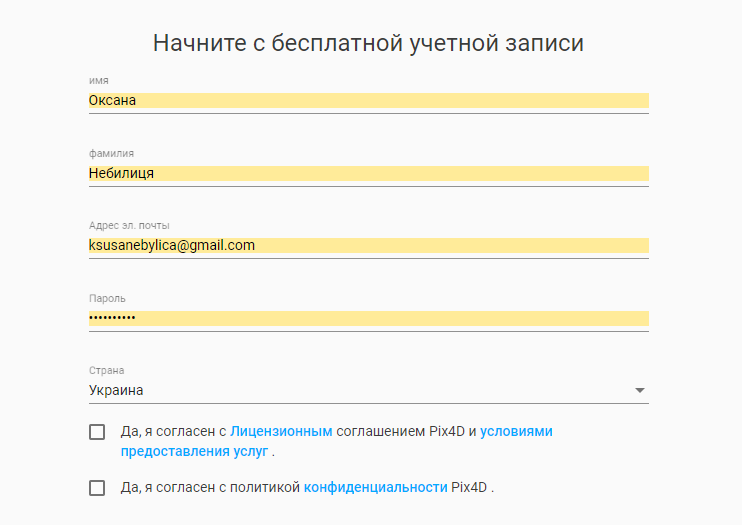 Начните с бесплатной учетной записи
имя
Оксана
фамилия
Небилиця
Адрес эл. почты
ksusanebylica@gmail.com
Пароль
••••••••••
Страна
Украина
Да, я согласен с Лицензионным соглашением Pix4D и условиями
предоставления услуг .
Да, я согласен с политикой конфиденциальности Pix4D .